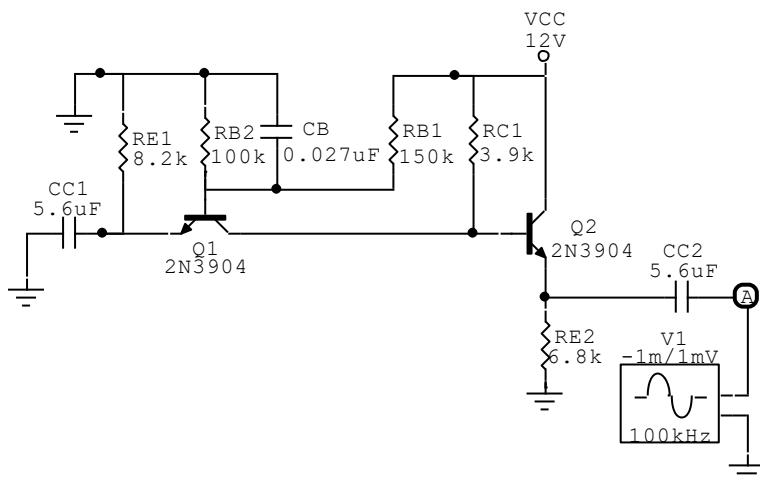 VCC
12V
RE1
8.2k
RB2
100k
CB
0.027uF
RB1
150k
RC1
3.9k
CC1
5.6uF
Q1
2N3904
Q2
2N3904
CC2
5.6uF
A
RE2
6.8k
V1
-1m/1mV
100kHz